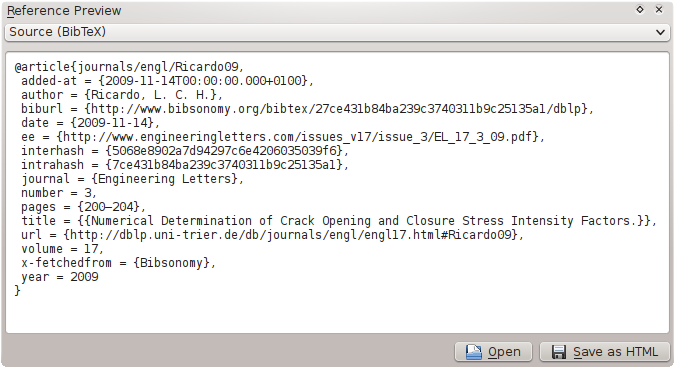 Reference Preview
Source (BibTeX)
@article{journals/engl/Ricardo09,
added-at = {2009-11-14T00:00:00.000+0100},
author = {Ricardo, L. C. H.},
biburl = {http://www.bibsonomy.org/bibtex/27ce431b84ba239c3740311b9c25135a1/dblp},
date = {2009-11-14},
ee = {http://www.engineeringletters.com/issues_v17/issue_3/EL_17_3_09.pdf},
interhash = {5068e8902a7d94297c6e4206035039f6},
intrahash = {7ce431b84ba239c3740311b9c25135a1},
journal = {Engineering Letters},
number = 3,
pages = {200–204},
title = {{Numerical Determination of Crack Opening and Closure Stress Intensity Factors.}},
url = {http://dblp.uni-trier.de/db/journals/engl/engl17.html#Ricardo09},
volume = 17,
x-fetchedfrom = {Bibsonomy},
year = 2009
}
Open
Save as HTML